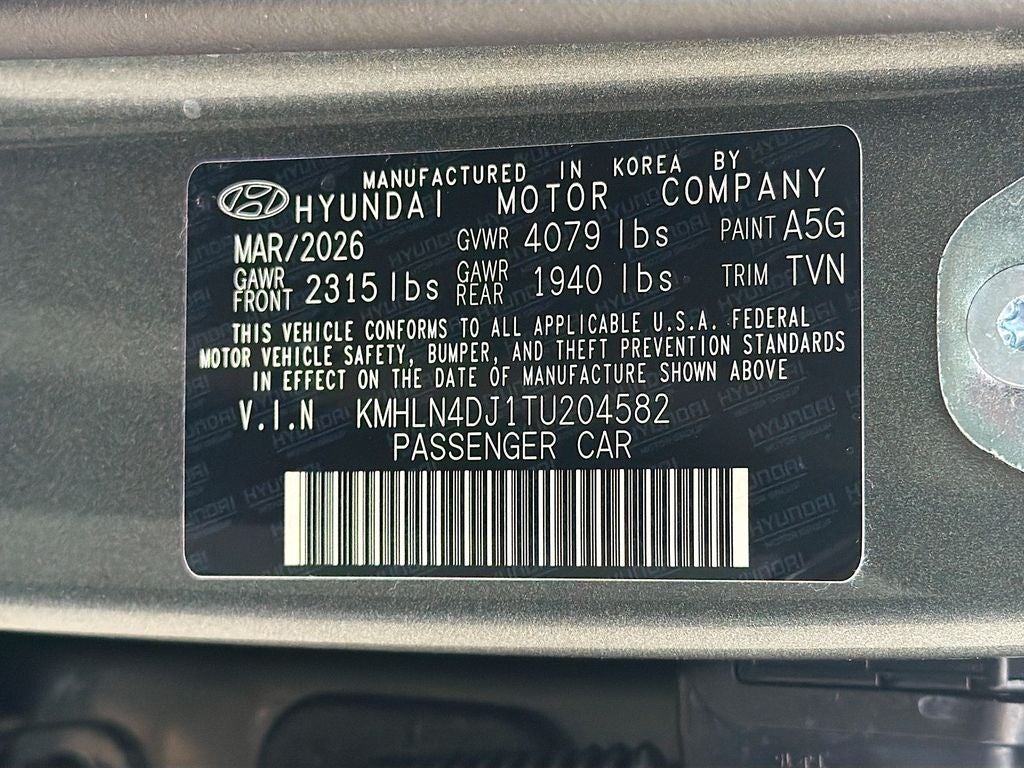 MANUFACTURED IN KOREA BY
HYUNDAI MOTOR COMPANY
MAR/2026 GVWR 4079 lbs PAINT A5G
GAWR FRONT 2315 lbs GAWR REAR 1940 lbs TRIM TVN
THIS VEHICLE CONFORMS TO ALL APPLICABLE U.S.A. FEDERAL
MOTOR VEHICLE SAFETY, BUMPER, AND THEFT PREVENTION STANDARDS
IN EFFECT ON THE DATE OF MANUFACTURE SHOWN ABOVE
V.I.N KMHLN4DJ1TU204582
PASSENGER CAR